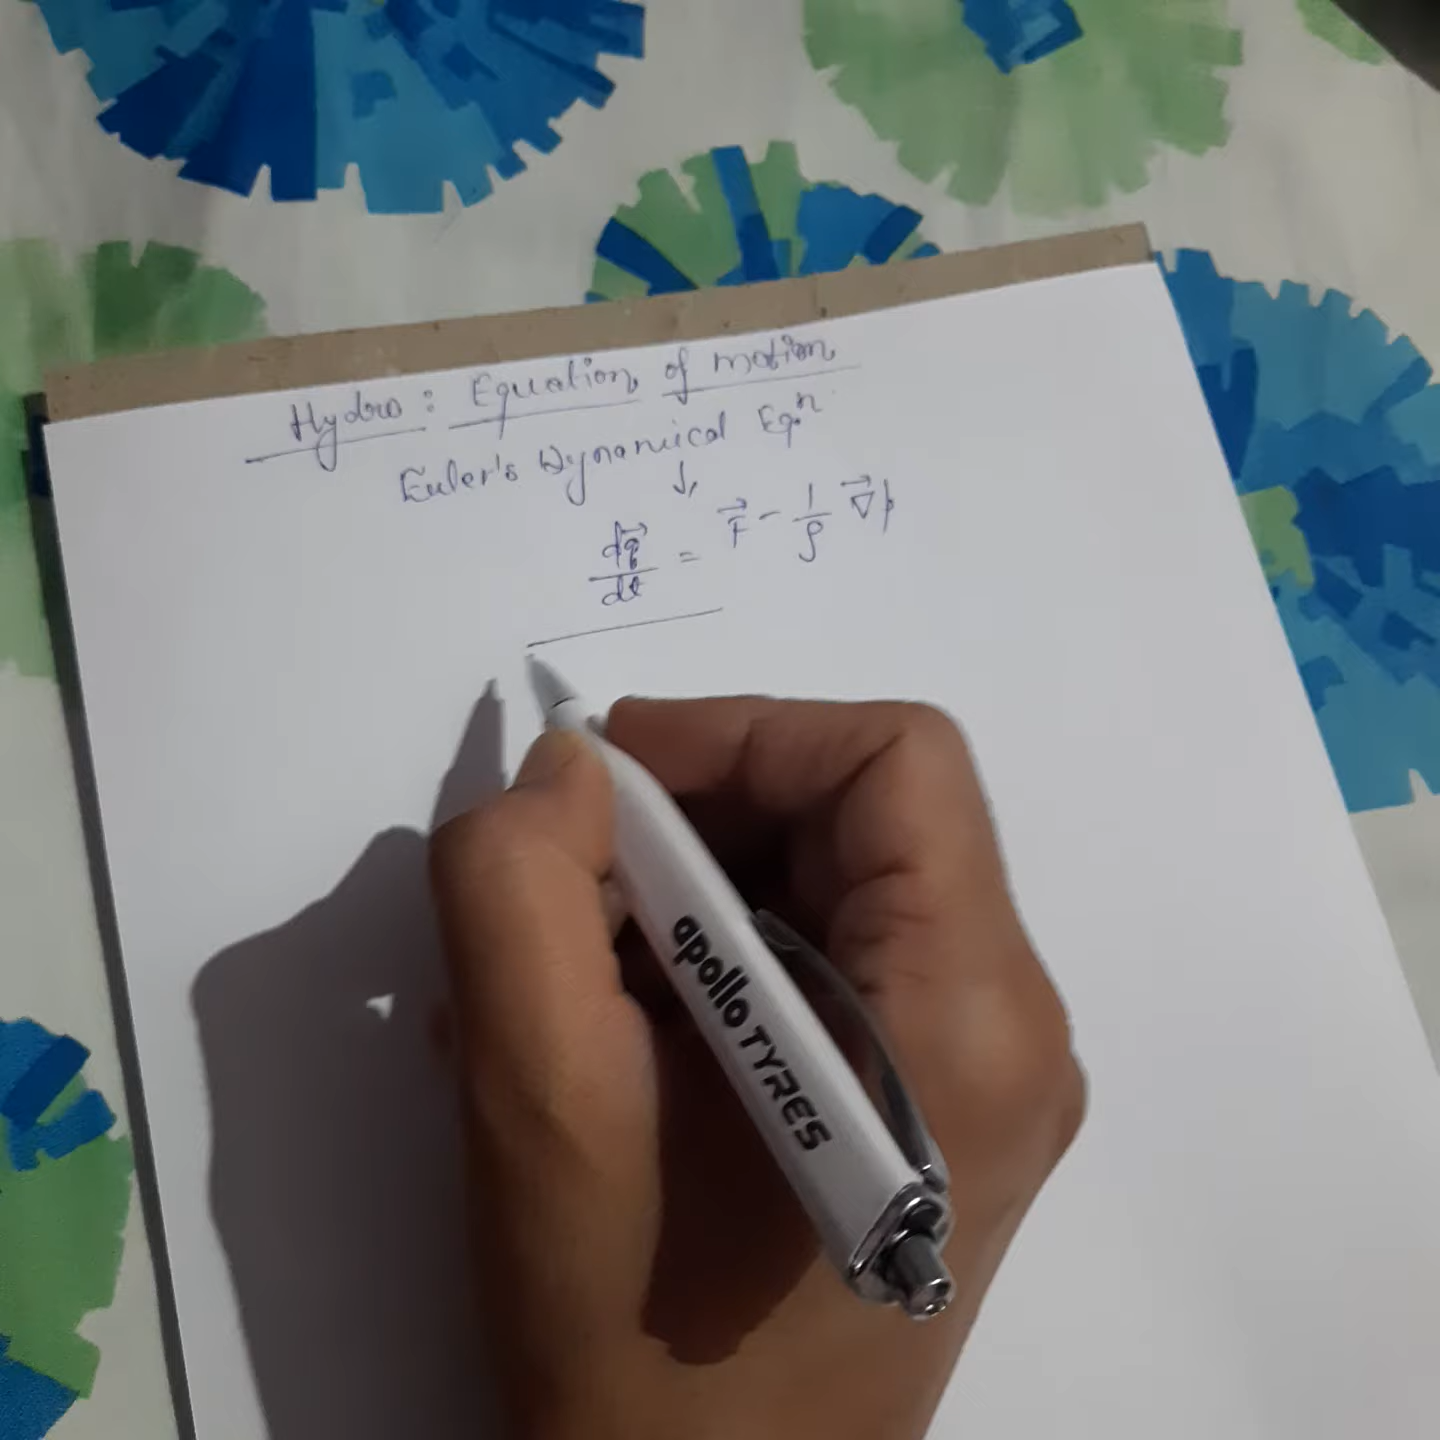 Hydro: Equation of motion
Euler's Dynamical Eqⁿ.
↓
dq⃗/dt = F⃗ - 1/ρ ∇⃗p
apollo TYRES